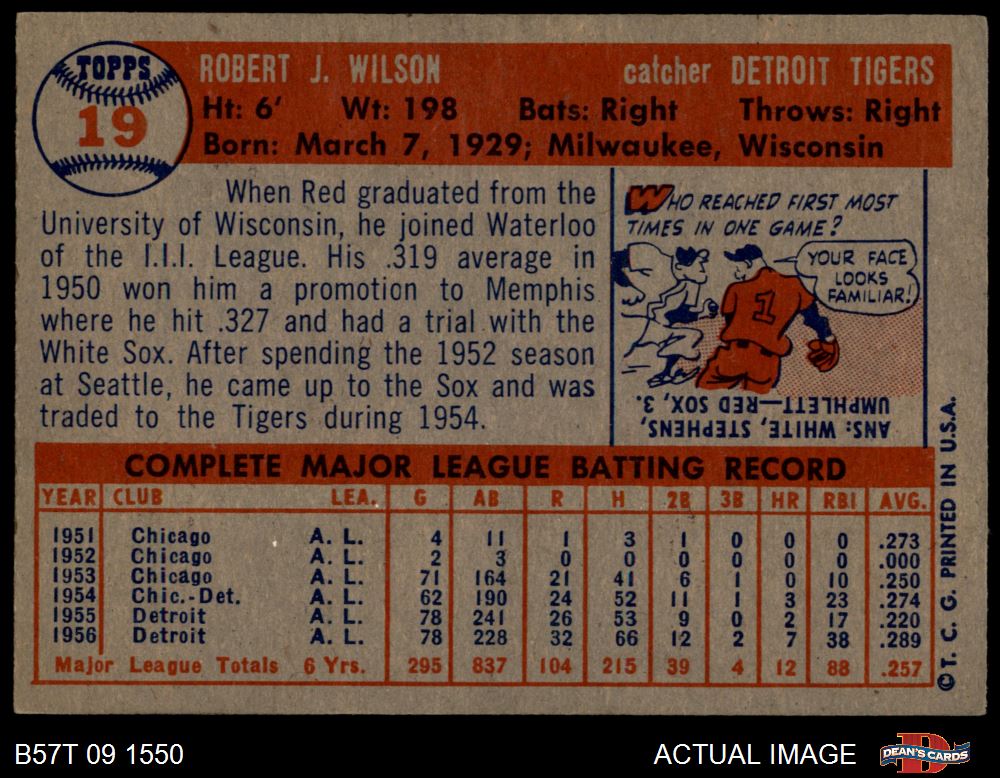 TOPPS
19
ROBERT J. WILSON catcher DETROIT TIGERS
Ht: 6' Wt: 198 Bats: Right Throws: Right
Born: March 7, 1929; Milwaukee, Wisconsin
When Red graduated from the
University of Wisconsin, he joined Waterloo
of the I.I.I. League. His .319 average in
1950 won him a promotion to Memphis
where he hit .327 and had a trial with the
White Sox. After spending the 1952 season
at Seattle, he came up to the Sox and was
traded to the Tigers during 1954.
WHO REACHED FIRST MOST
TIMES IN ONE GAME?
YOUR FACE
LOOKS
FAMILIAR!
1
ANS: WHITE, STEPHENS,
UMPHLETT—RED SOX, 3.
COMPLETE MAJOR LEAGUE BATTING RECORD
YEAR CLUB LEA. G AB R H 2B 3B HR RBI AVG.
1951 Chicago A. L. 4 11 1 3 1 0 0 0 .273
1952 Chicago A. L. 2 3 0 0 0 0 0 0 .000
1953 Chicago A. L. 71 164 21 41 6 1 0 10 .250
1954 Chic.-Det. A. L. 62 190 24 52 11 1 3 23 .274
1955 Detroit A. L. 78 241 26 53 9 0 2 17 .220
1956 Detroit A. L. 78 228 32 66 12 2 7 38 .289
Major League Totals 6 Yrs. 295 837 104 215 39 4 12 88 .257
©T. C. G. PRINTED IN U.S.A.
B57T 09 1550 ACTUAL IMAGE
DEAN'S CARDS